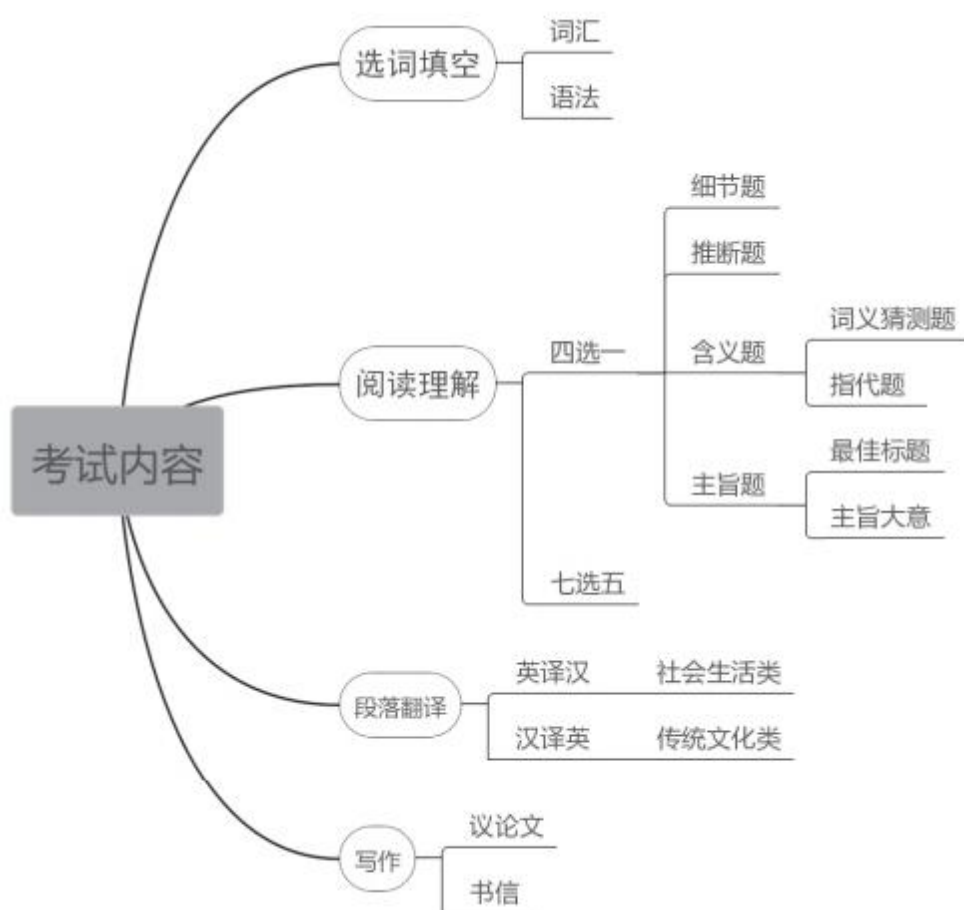 考试内容
选词填空
词汇
语法
阅读理解
四选一
细节题
推断题
含义题
词义猜测题
指代题
主旨题
最佳标题
主旨大意
七选五
段落翻译
英译汉 社会生活类
汉译英 传统文化类
写作
议论文
书信